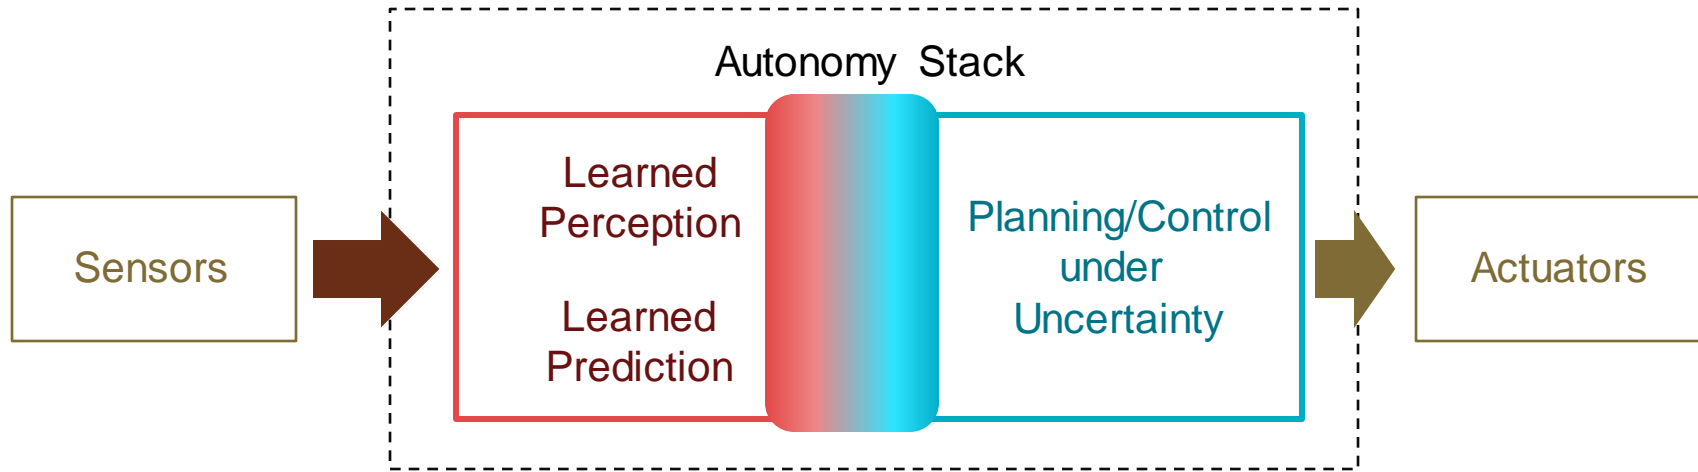 Autonomy Stack
Sensors
Learned
Perception
Learned
Prediction
Planning/Control
under
Uncertainty
Actuators